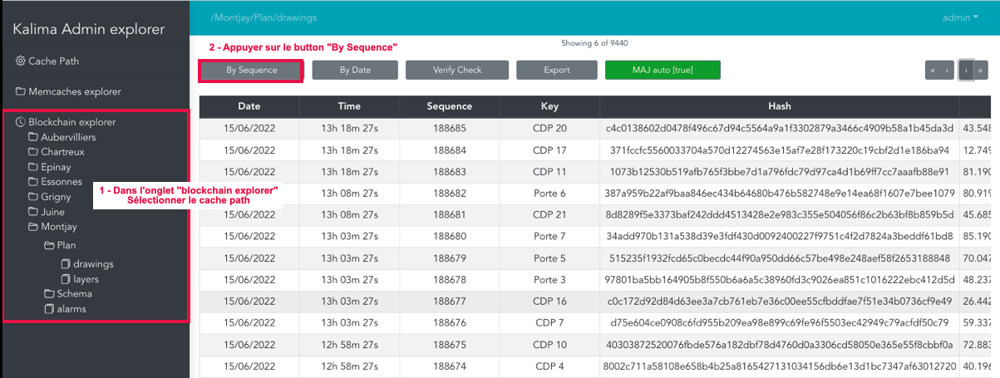 Kalima Admin explorer
/Montjay/Plan/drawings
admin
Cache Path
Memcaches explorer
Blockchain explorer
Aubervilliers
Chartreux
Epinay
Essonnes
Grigny
Juine
Montjay
Plan
drawings
layers
Schema
alarms
1 - Dans l'onglet "blockchain explorer"
Sélectionner le cache path
2 - Appuyer sur le button "By Sequence"
Showing 6 of 9440
By Sequence By Date Verify Check Export MAJ auto [true] « ‹ › »
Date Time Sequence Key Hash
15/06/2022 13h 18m 27s 188685 CDP 20 c4c0138602d0478f496c67d94c5564a9a1f3302879a3466c4909b58a1b45da3d 43.548
15/06/2022 13h 18m 27s 188684 CDP 17 371fccfc5560033704a570d12274563e15af7e28f173220c19cbf2d1e186ba94 12.749
15/06/2022 13h 18m 27s 188683 CDP 11 1073b12530b519afb765f3bbe7d1a796fdc79d97ca4d1b69ff7cc7aaafb88e91 81.190
15/06/2022 13h 08m 27s 188682 Porte 6 387a959b22af9baa846ec434b64680b476b582748e9e14ea68f1607e7bee1079 80.919
15/06/2022 13h 08m 27s 188681 CDP 21 8d8289f5e3373baf242ddd4513428e2e983c355e504056f86c2b63bf8b859b5d 45.685
15/06/2022 13h 03m 27s 188680 Porte 7 34add970b131a538d39e3fdf430d0092400227f9751c4f2d7824a3beddf61bd8 85.190
15/06/2022 13h 03m 27s 188679 Porte 5 515235f1932fcd65c0becdc44f90a950dd66c57be498e248aef58f2653188848 70.047
15/06/2022 13h 03m 27s 188678 Porte 3 97801ba5bb164905b8f550b6a6a5c38960fd3c9026ea851c1016222ebc412d5d 48.237
15/06/2022 13h 03m 27s 188677 CDP 16 c0c172d92d84d63ee3a7cb761eb7e36c00ee55cfbddfae7f51e34b0736cf9e49 26.442
15/06/2022 13h 03m 27s 188676 CDP 7 d75e604ce0908c6fd955b209ea98e899c69fe96f5503ec42949c79acfdf50c79 59.337
15/06/2022 12h 58m 27s 188675 CDP 10 40303872520076fbde576a182dbf78d4760d0a3306cd58050e365e55f8cbbf0a 72.883
15/06/2022 12h 58m 27s 188674 CDP 4 8002c711a58108e658b4b25a8165427131034156db6e13d1bc7347af63012720 40.196